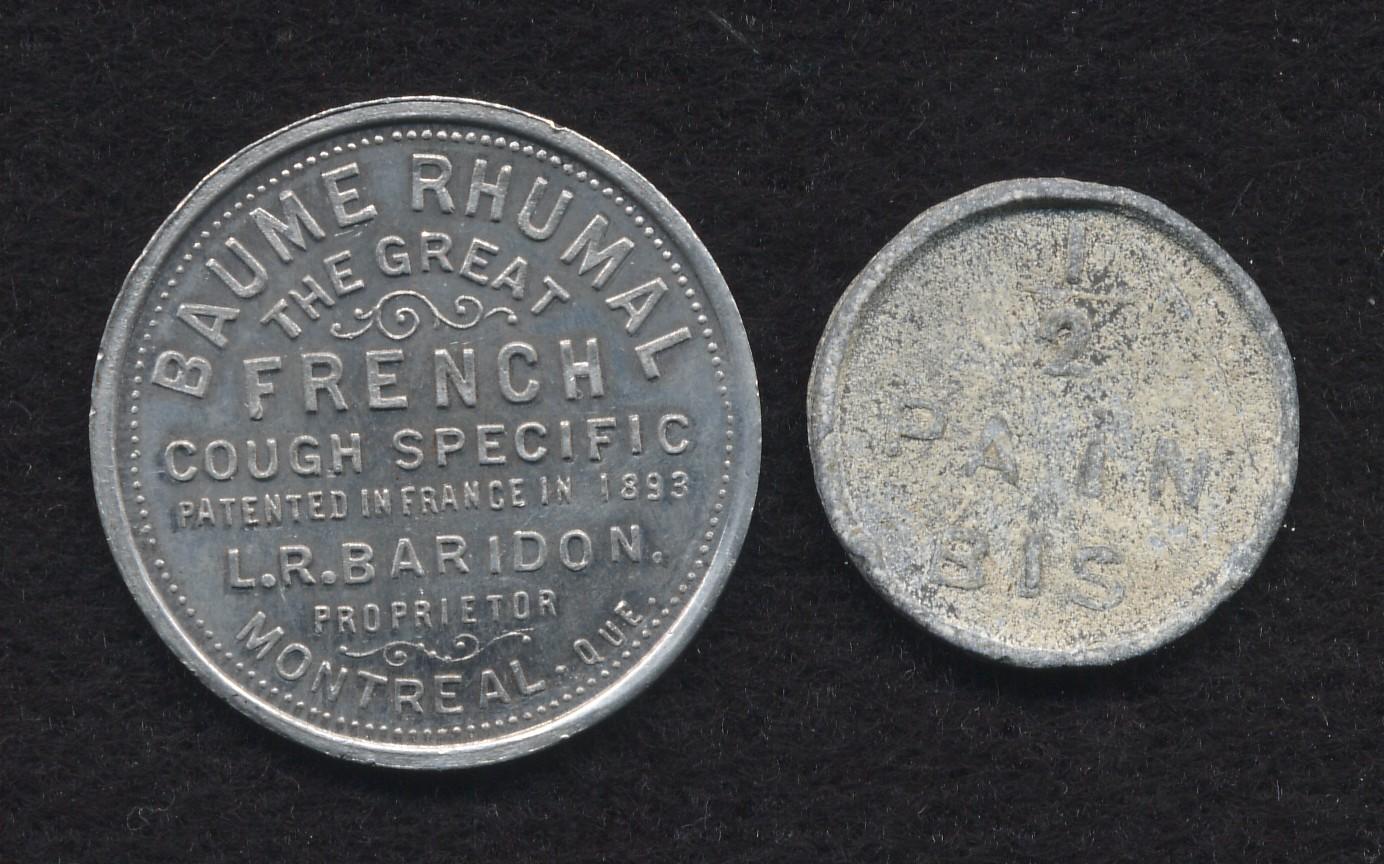 BAUME RHUMAL
THE GREAT
FRENCH
COUGH SPECIFIC
PATENTED IN FRANCE IN 1893
L.R. BARIDON.
PROPRIETOR
MONTREAL - QUE.
1
2
PAIN
BIS